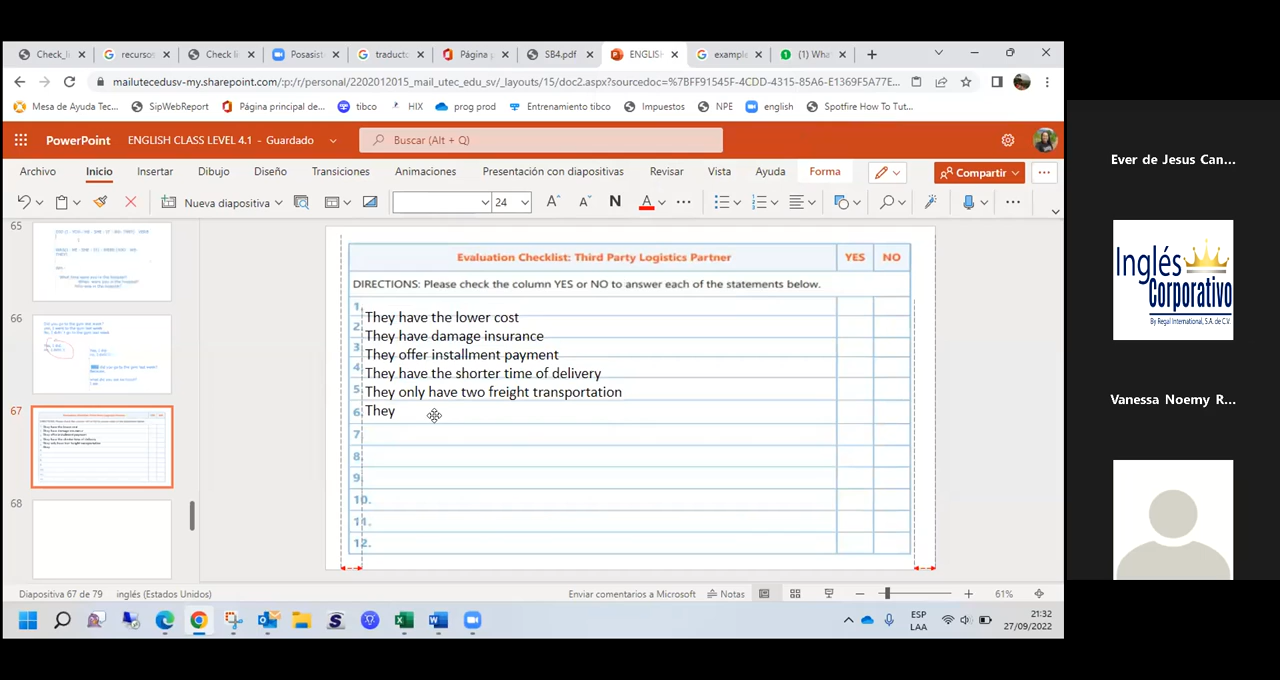 Check_li
recursos
Check li
Posasist
traducto
Página p
SB4.pdf
ENGLISH
example
(1) Wha
mailutecedusv-my.sharepoint.com/:p:/r/personal/2202012015_mail_utec_edu_sv/_layouts/15/doc2.aspx?sourcedoc=%7BFF91545F-4CDD-4315-85A6-E1369F5A77E...
Mesa de Ayuda Tec...
SipWebReport
Página principal de...
tibco
HIX
prog prod
Entrenamiento tibco
Impuestos
NPE
english
Spotfire How To Tut...
PowerPoint
ENGLISH CLASS LEVEL 4.1 - Guardado
Buscar (Alt + Q)
Archivo
Inicio
Insertar
Dibujo
Diseño
Transiciones
Animaciones
Presentación con diapositivas
Revisar
Vista
Ayuda
Forma
Compartir
Nueva diapositiva
24
N
65
66
67
68
Evaluation Checklist: Third Party Logistics Partner YES NO
DIRECTIONS: Please check the column YES or NO to answer each of the statements below.
1. They have the lower cost
2. They have damage insurance
3. They offer installment payment
4. They have the shorter time of delivery
5. They only have two freight transportation
6. They
7.
8.
9.
10.
11.
12.
Diapositiva 67 de 79
inglés (Estados Unidos)
Enviar comentarios a Microsoft
Notas
61%
ESP
LAA
21:32
27/09/2022
Ever de Jesus Can...
Inglés
Corporativo
By Regal International, S.A. de C.V.
Vanessa Noemy R...